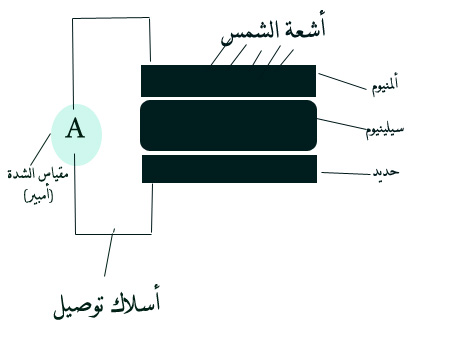 أشعة الشمس
ألمنيوم
سيلينيوم
حديد
A
مقياس الشدة
(أمبير)
أسلاك توصيل